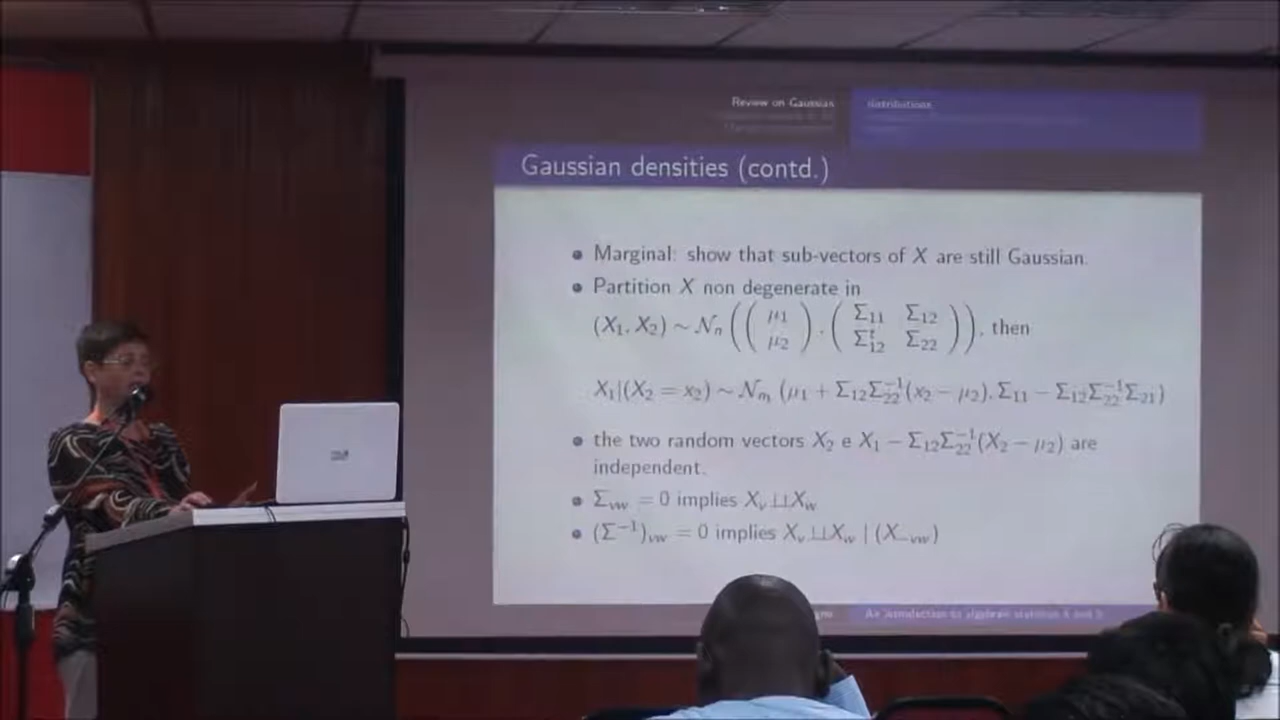 Review on Gaussian
distributions
Gaussian densities (contd.)
Marginal: show that sub-vectors of X are still Gaussian.
Partition X non degenerate in
(X₁, X₂) ∼ 𝒩ₙ ( ( μ₁ μ₂ ) , ( Σ₁₁ Σ₁₂ Σᵗ₁₂ Σ₂₂ ) ), then
X₁|(X₂ = x₂) ∼ 𝒩ₙ₁ (μ₁ + Σ₁₂Σ₂₂⁻¹(x₂ − μ₂), Σ₁₁ − Σ₁₂Σ₂₂⁻¹Σ₂₁)
the two random vectors X₂ e X₁ − Σ₁₂Σ₂₂⁻¹(X₂ − μ₂) are
independent.
Σᵥw = 0 implies Xᵥ ⊥⊥ Xw
(Σ⁻¹)ᵥw = 0 implies Xᵥ ⊥⊥ Xw | (X₋ᵥw)